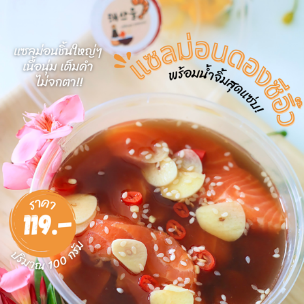 แซลม่อนชิ้นใหญ่ๆ
เนื้อนุ่ม เต็มคำ
ไม่จกตา!!
แซลม่อนดองซีอิ๊ว
พร้อมน้ำจิ้มสุดแซ่บ!
ราคา
119.-
ปริมาณ 100 กรัม